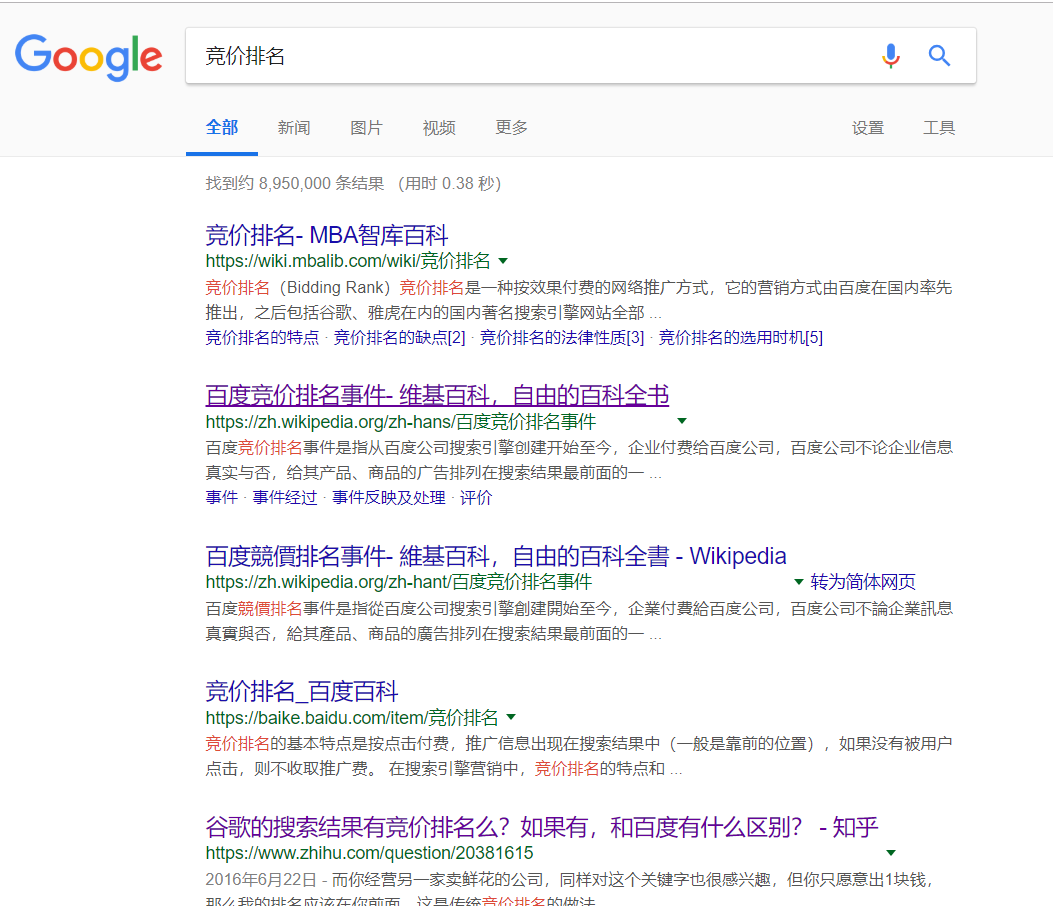 Google
竞价排名
全部 新闻 图片 视频 更多 设置 工具
找到约 8,950,000 条结果 （用时 0.38 秒）
竞价排名- MBA智库百科
https://wiki.mbalib.com/wiki/竞价排名
竞价排名（Bidding Rank）竞价排名是一种按效果付费的网络推广方式，它的营销方式由百度在国内率先
推出，之后包括谷歌、雅虎在内的国内著名搜索引擎网站全部 ...
竞价排名的特点 · 竞价排名的缺点[2] · 竞价排名的法律性质[3] · 竞价排名的选用时机[5]
百度竞价排名事件- 维基百科，自由的百科全书
https://zh.wikipedia.org/zh-hans/百度竞价排名事件
百度竞价排名事件是指从百度公司搜索引擎创建开始至今，企业付费给百度公司，百度公司不论企业信息
真实与否，给其产品、商品的广告排列在搜索结果最前面的一 ...
事件 · 事件经过 · 事件反映及处理 · 评价
百度競價排名事件- 維基百科，自由的百科全書 - Wikipedia
https://zh.wikipedia.org/zh-hant/百度竞价排名事件 转为简体网页
百度競價排名事件是指從百度公司搜索引擎創建開始至今，企業付費給百度公司，百度公司不論企業訊息
真實與否，給其產品、商品的廣告排列在搜索結果最前面的一 ...
竞价排名_百度百科
https://baike.baidu.com/item/竞价排名
竞价排名的基本特点是按点击付费，推广信息出现在搜索结果中（一般是靠前的位置），如果没有被用户
点击，则不收取推广费。 在搜索引擎营销中，竞价排名的特点和 ...
谷歌的搜索结果有竞价排名么？如果有，和百度有什么区别？ - 知乎
https://www.zhihu.com/question/20381615
2016年6月22日 - 而你经营另一家卖鲜花的公司，同样对这个关键字也很感兴趣，但你只愿意出1块钱，
那么我的排名应该在你前面，这是传统竞价排名的做法